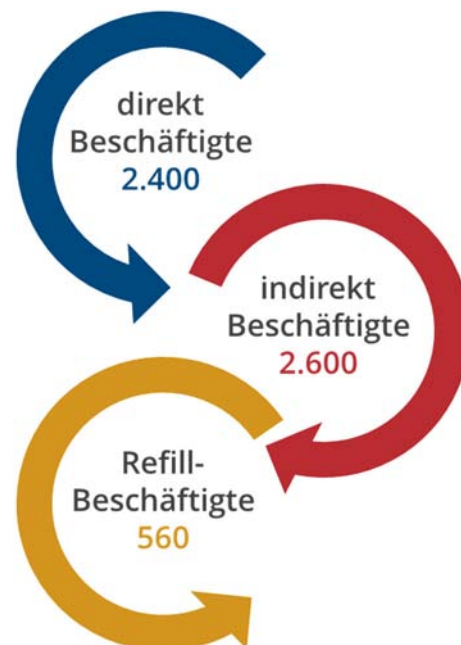 direkt
Beschäftigte
2.400
indirekt
Beschäftigte
2.600
Refill-
Beschäftigte
560